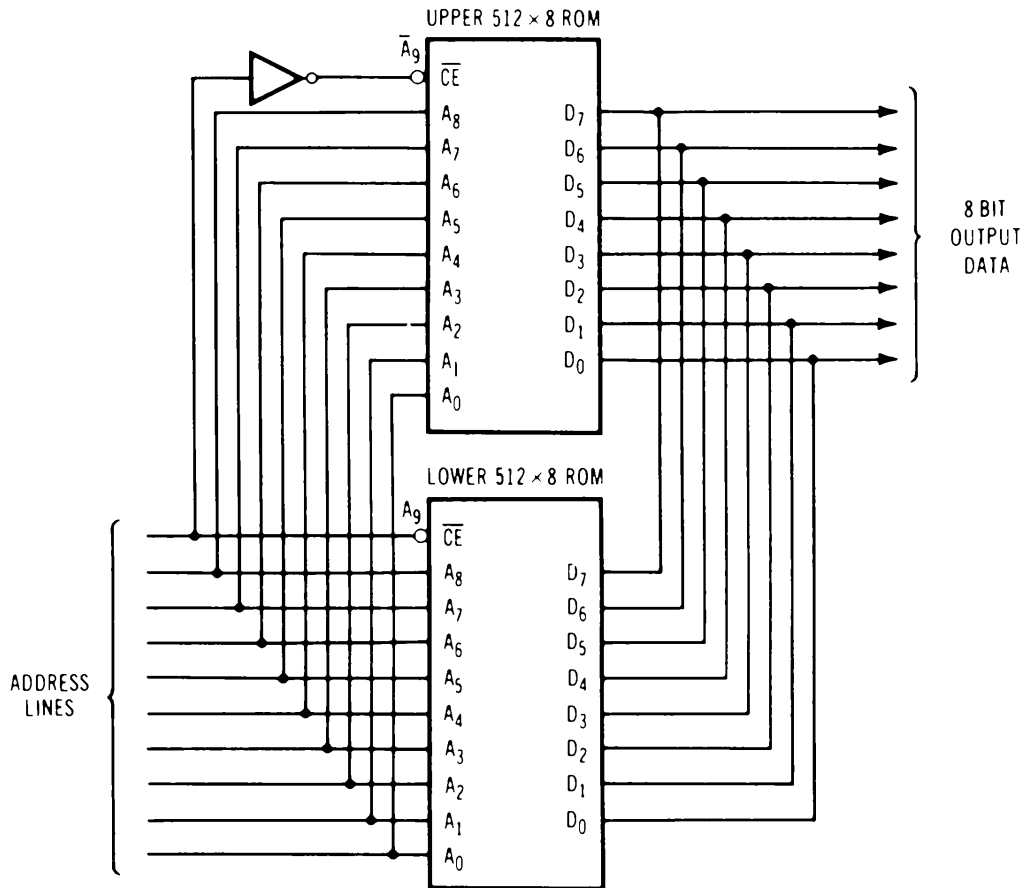 UPPER 512 × 8 ROM
A̅₉
C̅E̅
A₈
A₇
A₆
A₅
A₄
A₃
A₂
A₁
A₀
D₇
D₆
D₅
D₄
D₃
D₂
D₁
D₀
8 BIT
OUTPUT
DATA
LOWER 512 × 8 ROM
A₉
C̅E̅
A₈
A₇
A₆
A₅
A₄
A₃
A₂
A₁
A₀
D₇
D₆
D₅
D₄
D₃
D₂
D₁
D₀
ADDRESS
LINES